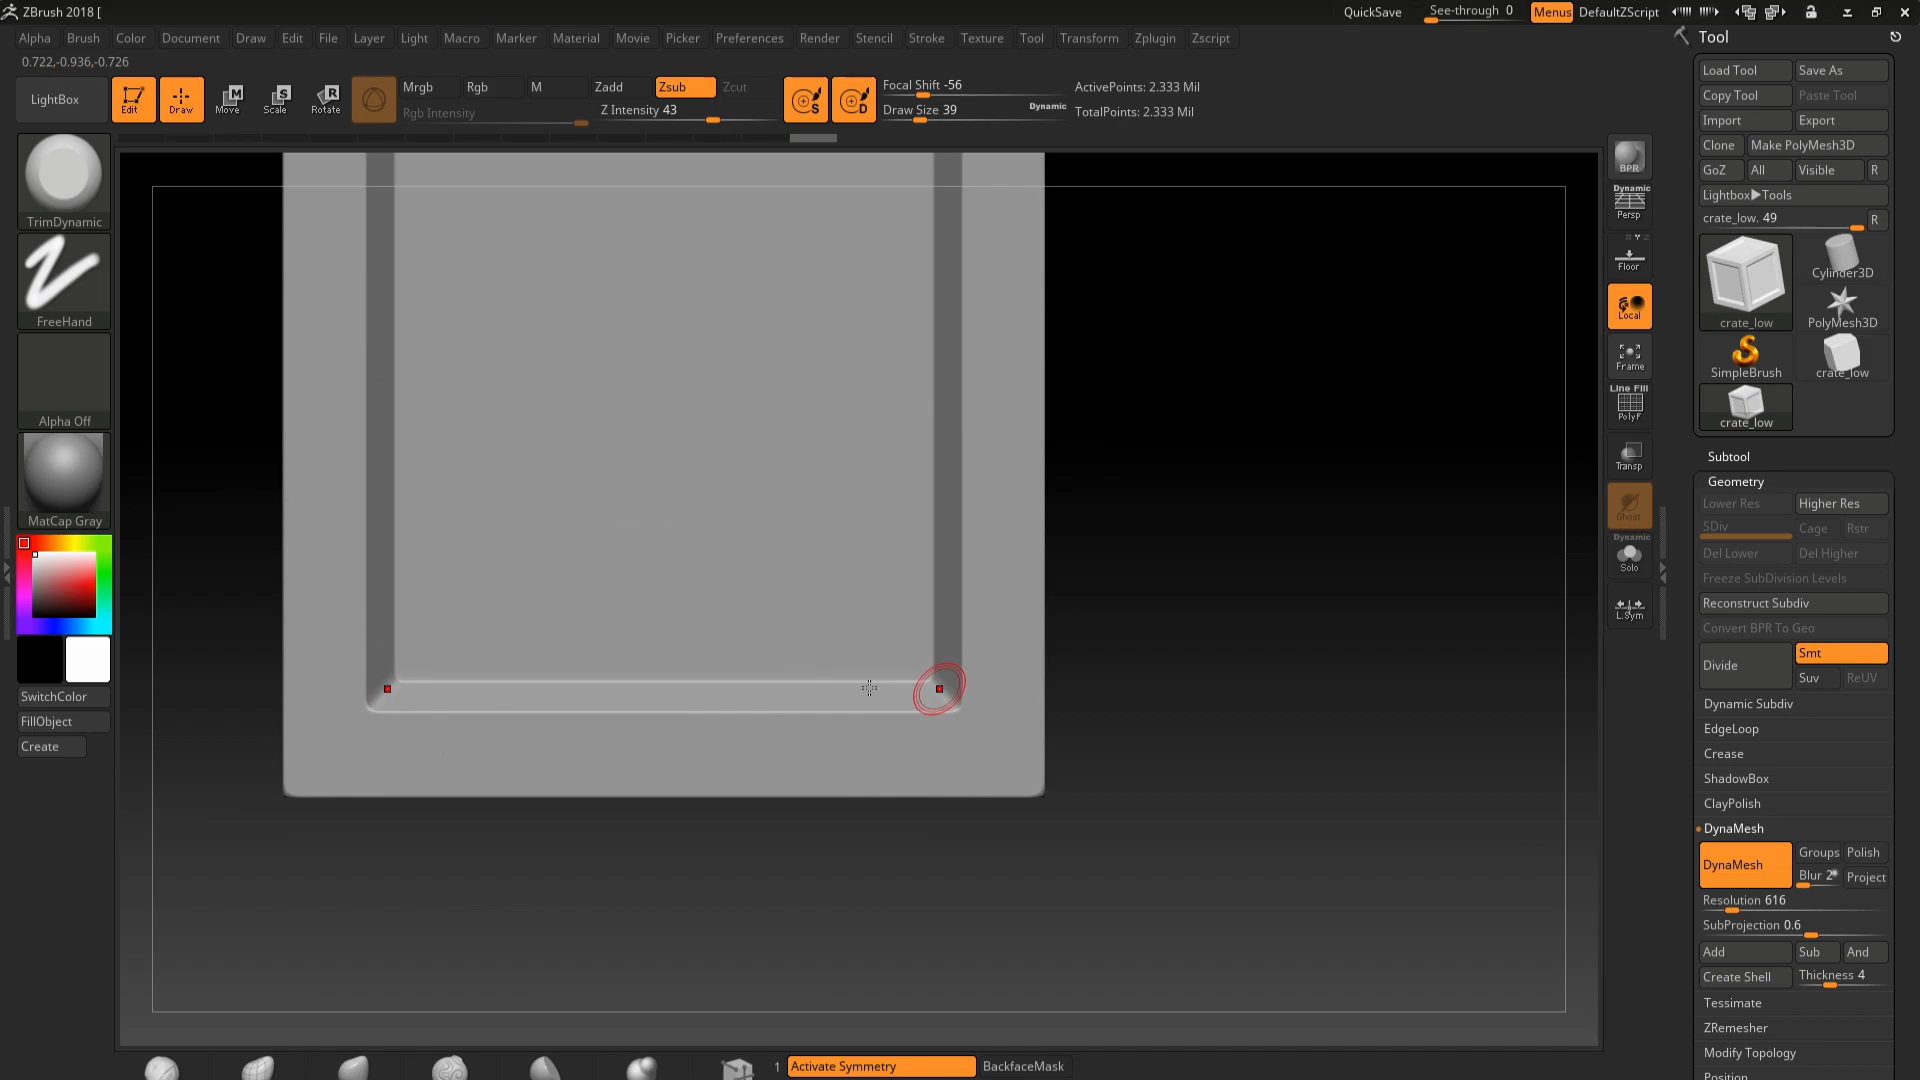 ZBrush 2018 [
QuickSave
See-through 0
Menus
DefaultZScript
Alpha Brush Color Document Draw Edit File Layer Light Macro Marker Material Movie Picker Preferences Render Stencil Stroke Texture Tool Transform Zplugin Zscript
0.722,-0.936,-0.726
LightBox
Edit
Draw
Move
Scale
Rotate
Mrgb Rgb M Zadd Zsub Zcut
Rgb Intensity
Z Intensity 43
Focal Shift -56
Draw Size 39
Dynamic
ActivePoints: 2.333 Mil
TotalPoints: 2.333 Mil
TrimDynamic
FreeHand
Alpha Off
MatCap Gray
SwitchColor
FillObject
Create
BPR
Dynamic
Persp
Floor
Local
Frame
Line Fill
PolyF
Transp
Ghost
Dynamic
Solo
L.Sym
Tool
Load Tool Save As
Copy Tool Paste Tool
Import Export
Clone Make PolyMesh3D
GoZ All Visible R
Lightbox▶Tools
crate_low. 49 R
crate_low
Cylinder3D
PolyMesh3D
SimpleBrush
crate_low
crate_low
Subtool
Geometry
Lower Res Higher Res
SDiv Cage Rstr
Del Lower Del Higher
Freeze SubDivision Levels
Reconstruct Subdiv
Convert BPR To Geo
Divide
Smt
Suv ReUV
Dynamic Subdiv
EdgeLoop
Crease
ShadowBox
ClayPolish
DynaMesh
DynaMesh
Groups Polish
Blur 2 Project
Resolution 616
SubProjection 0.6
Add Sub And
Create Shell Thickness 4
Tessimate
ZRemesher
Modify Topology
Position
1 Activate Symmetry BackfaceMask